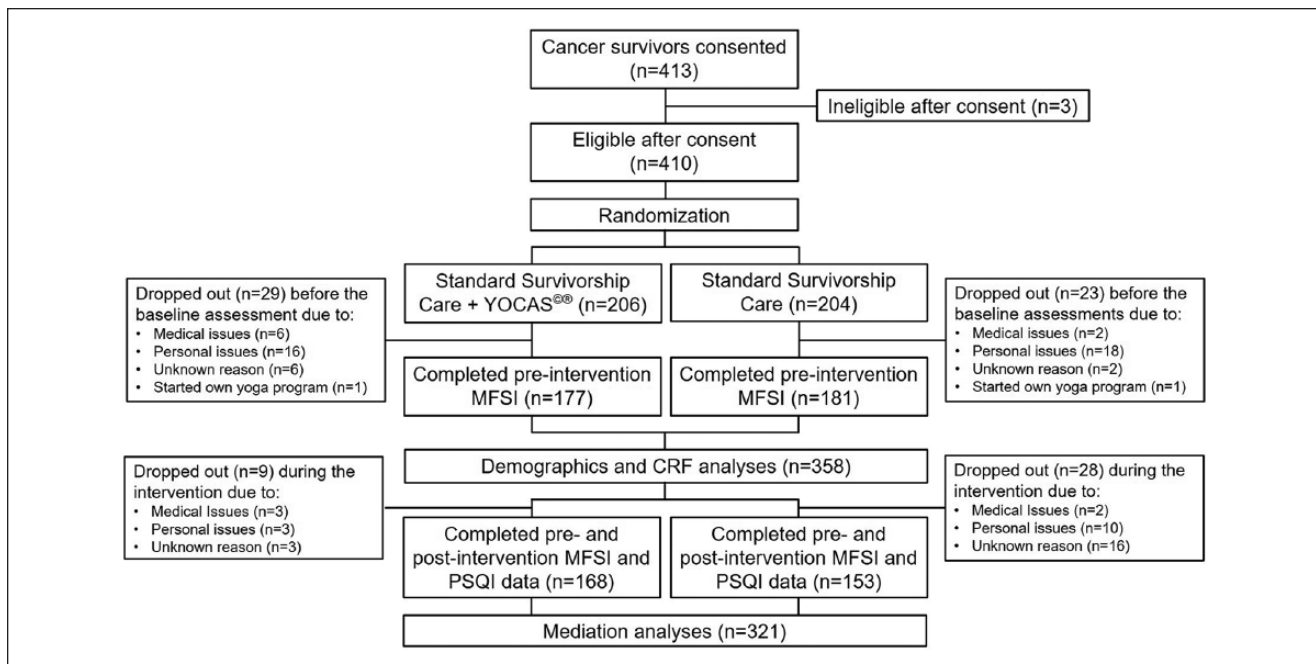 Cancer survivors consented
(n=413)
Ineligible after consent (n=3)
Eligible after consent
(n=410)
Randomization
Standard Survivorship
Care + YOCAS©® (n=206)
Standard Survivorship
Care (n=204)
Dropped out (n=29) before the
baseline assessment due to:
• Medical issues (n=6)
• Personal issues (n=16)
• Unknown reason (n=6)
• Started own yoga program (n=1)
Dropped out (n=23) before the
baseline assessments due to:
• Medical issues (n=2)
• Personal issues (n=18)
• Unknown reason (n=2)
• Started own yoga program (n=1)
Completed pre-intervention
MFSI (n=177)
Completed pre-intervention
MFSI (n=181)
Demographics and CRF analyses (n=358)
Dropped out (n=9) during the
intervention due to:
• Medical Issues (n=3)
• Personal issues (n=3)
• Unknown reason (n=3)
Dropped out (n=28) during the
intervention due to:
• Medical Issues (n=2)
• Personal issues (n=10)
• Unknown reason (n=16)
Completed pre- and
post-intervention MFSI and
PSQI data (n=168)
Completed pre- and
post-intervention MFSI and
PSQI data (n=153)
Mediation analyses (n=321)